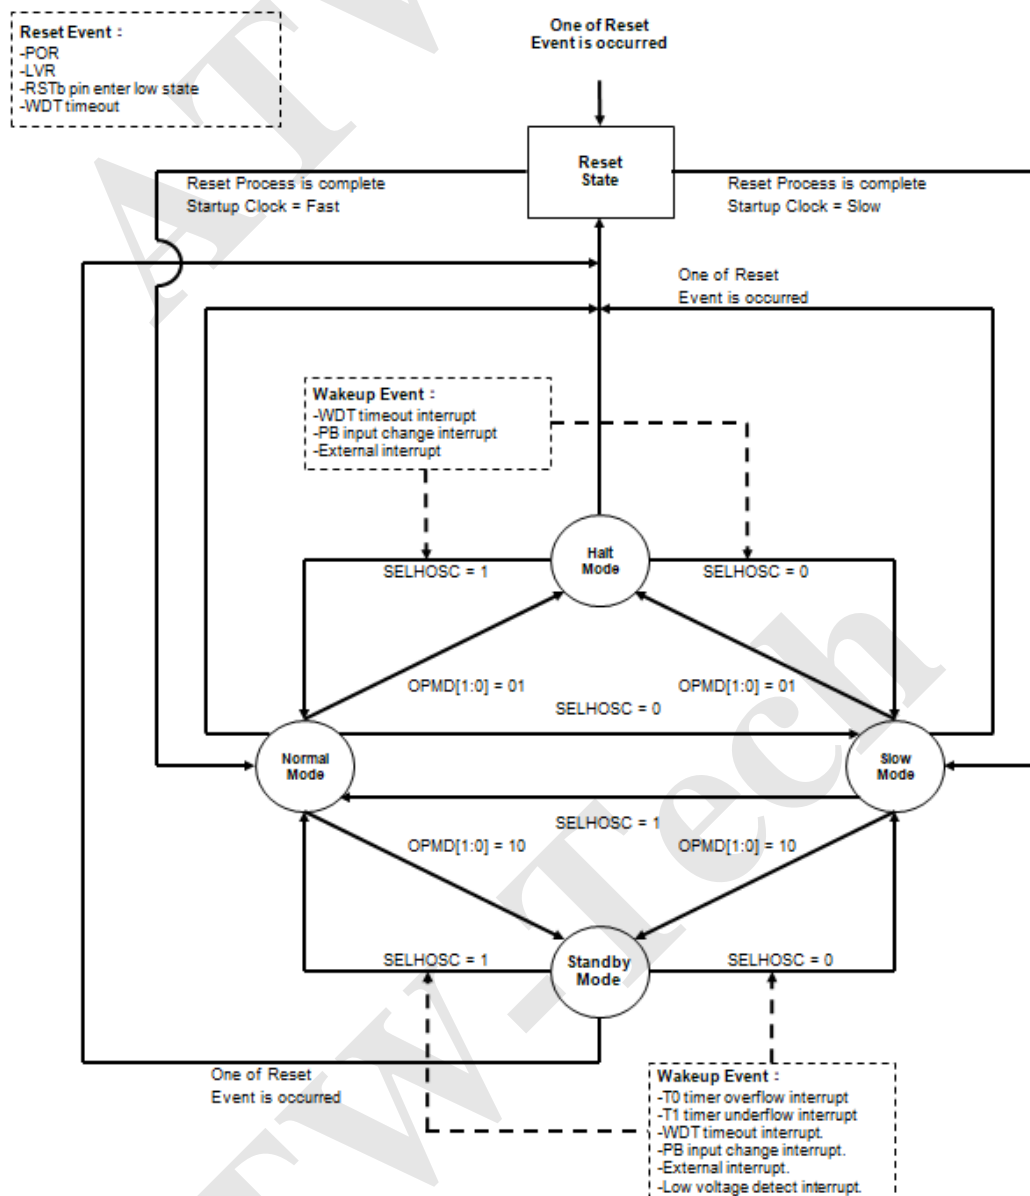 Reset Event :
-POR
-LVR
-RSTb pin enter low state
-WDT timeout
One of Reset
Event is occurred
Reset
State
Reset Process is complete
Startup Clock = Fast
Reset Process is complete
Startup Clock = Slow
One of Reset
Event is occurred
Wakeup Event :
-WDT timeout interrupt
-PB input change interrupt
-External interrupt
Halt
Mode
SELHOSC = 1
SELHOSC = 0
OPMD[1:0] = 01
OPMD[1:0] = 01
SELHOSC = 0
Normal
Mode
Slow
Mode
SELHOSC = 1
OPMD[1:0] = 10
OPMD[1:0] = 10
SELHOSC = 1
Standby
Mode
SELHOSC = 0
One of Reset
Event is occurred
Wakeup Event :
-T0 timer overflow interrupt
-T1 timer underflow interrupt
-WDT timeout interrupt.
-PB input change interrupt.
-External interrupt.
-Low voltage detect interrupt.
ATW
ATW-Tech